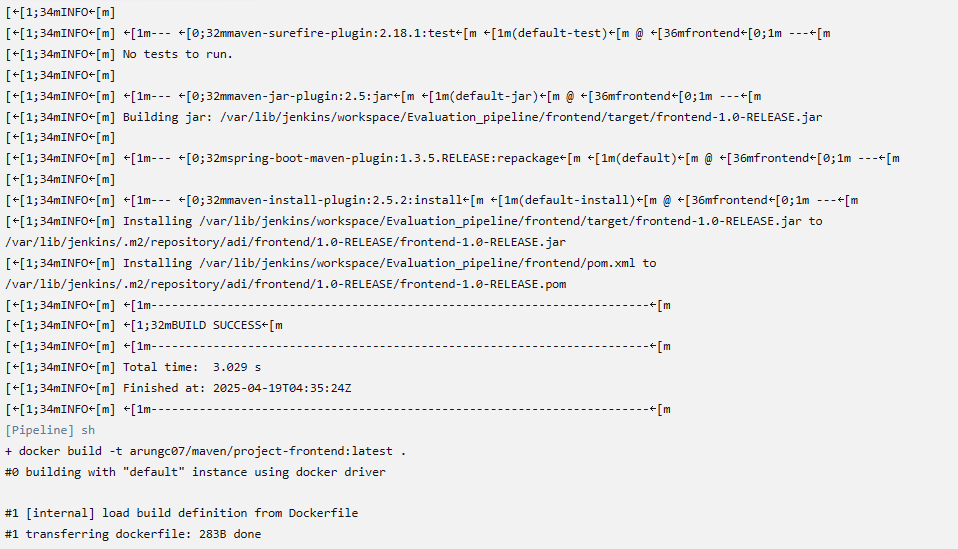 [←[1;34mINFO←[m]
[←[1;34mINFO←[m] ←[1m--- ←[0;32mmaven-surefire-plugin:2.18.1:test←[m ←[1m(default-test)←[m @ ←[36mfrontend←[0;1m ---←[m
[←[1;34mINFO←[m] No tests to run.
[←[1;34mINFO←[m]
[←[1;34mINFO←[m] ←[1m--- ←[0;32mmaven-jar-plugin:2.5:jar←[m ←[1m(default-jar)←[m @ ←[36mfrontend←[0;1m ---←[m
[←[1;34mINFO←[m] Building jar: /var/lib/jenkins/workspace/Evaluation_pipeline/frontend/target/frontend-1.0-RELEASE.jar
[←[1;34mINFO←[m]
[←[1;34mINFO←[m] ←[1m--- ←[0;32mspring-boot-maven-plugin:1.3.5.RELEASE:repackage←[m ←[1m(default)←[m @ ←[36mfrontend←[0;1m ---←[m
[←[1;34mINFO←[m]
[←[1;34mINFO←[m] ←[1m--- ←[0;32mmaven-install-plugin:2.5.2:install←[m ←[1m(default-install)←[m @ ←[36mfrontend←[0;1m ---←[m
[←[1;34mINFO←[m] Installing /var/lib/jenkins/workspace/Evaluation_pipeline/frontend/target/frontend-1.0-RELEASE.jar to
/var/lib/jenkins/.m2/repository/adi/frontend/1.0-RELEASE/frontend-1.0-RELEASE.jar
[←[1;34mINFO←[m] Installing /var/lib/jenkins/workspace/Evaluation_pipeline/frontend/pom.xml to
/var/lib/jenkins/.m2/repository/adi/frontend/1.0-RELEASE/frontend-1.0-RELEASE.pom
[←[1;34mINFO←[m] ←[1m------------------------------------------------------------------------←[m
[←[1;34mINFO←[m] ←[1;32mBUILD SUCCESS←[m
[←[1;34mINFO←[m] ←[1m------------------------------------------------------------------------←[m
[←[1;34mINFO←[m] Total time:  3.029 s
[←[1;34mINFO←[m] Finished at: 2025-04-19T04:35:24Z
[←[1;34mINFO←[m] ←[1m------------------------------------------------------------------------←[m
[Pipeline] sh
+ docker build -t arungc07/maven/project-frontend:latest .
#0 building with "default" instance using docker driver
#1 [internal] load build definition from Dockerfile
#1 transferring dockerfile: 283B done